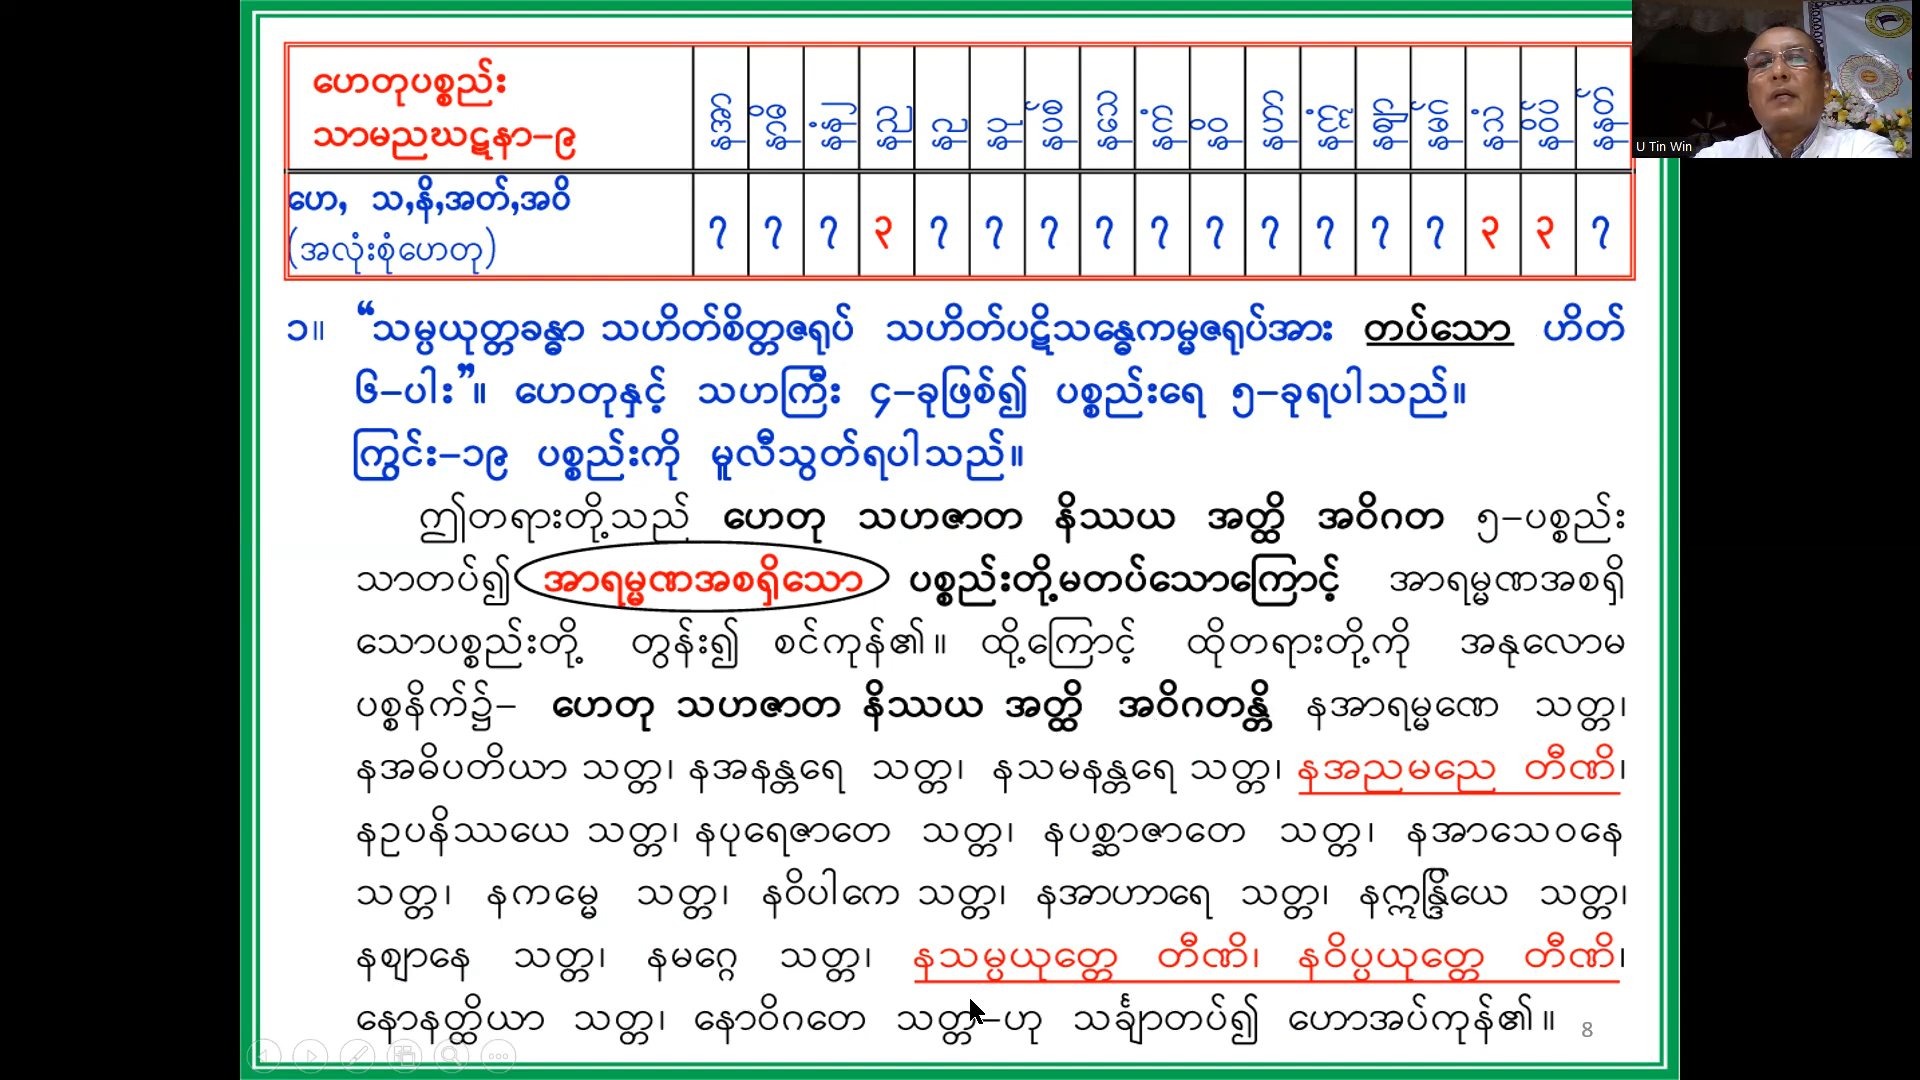 ဟေတုပစ္စည်း
သာမညဃဋနာ–၉
ဟေ, သ,နိ,အတ်,အဝိ
(အလုံးစုံဟေတု)
၇ ၇ ၇ ၃ ၇ ၇ ၇ ၇ ၇ ၇ ၇ ၇ ၇ ၇ ၃ ၃ ၇
U Tin Win
၁။ “သမ္ပယုတ္တခန္ဓာ သဟိတ်စိတ္တဇရုပ် သဟိတ်ပဋိသန္ဓေကမ္မဇရုပ်အား တပ်သော ဟိတ်
၆–ပါး”။ ဟေတုနှင့် သဟကြီး ၄–ခုဖြစ်၍ ပစ္စည်းရေ ၅–ခုရပါသည်။
ကြွင်း–၁၉ ပစ္စည်းကို မူလီသွတ်ရပါသည်။
ဤတရားတို့သည် ဟေတု သဟဇာတ နိဿယ အတ္ထိ အဝိဂတ ၅–ပစ္စည်း
သာတပ်၍ အာရမ္မဏအစရှိသော ပစ္စည်းတို့မတပ်သောကြောင့် အာရမ္မဏအစရှိ
သောပစ္စည်းတို့ တွန်း၍ စင်ကုန်၏။ ထို့ကြောင့် ထိုတရားတို့ကို အနုလောမ
ပစ္စနိက်၌– ဟေတု သဟဇာတ နိဿယ အတ္ထိ အဝိဂတန္တိ နအာရမ္မဏေ သတ္တ၊
နအဓိပတိယာ သတ္တ၊ နအနန္တရေ သတ္တ၊ နသမနန္တရေ သတ္တ၊ နအညမညေ တီဏိ၊
နဥပနိဿယေ သတ္တ၊ နပုရေဇာတေ သတ္တ၊ နပစ္ဆာဇာတေ သတ္တ၊ နအာသေဝနေ
သတ္တ၊ နကမ္မေ သတ္တ၊ နဝိပါကေ သတ္တ၊ နအာဟာရေ သတ္တ၊ နဣန္ဒြိယေ သတ္တ၊
နဈာနေ သတ္တ၊ နမဂ္ဂေ သတ္တ၊ နသမ္ပယုတ္တေ တီဏိ၊ နဝိပ္ပယုတ္တေ တီဏိ၊
နောနတ္ထိယာ သတ္တ၊ နောဝိဂတေ သတ္တ–ဟု သင်္ချာတပ်၍ ဟောအပ်ကုန်၏။ 8